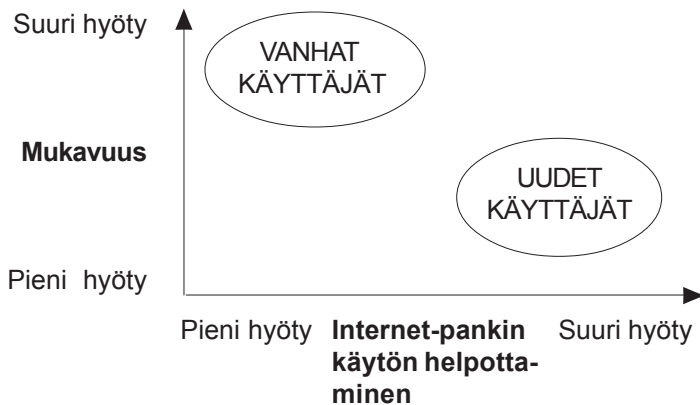 Suuri hyöty
VANHAT
KÄYTTÄJÄT
Mukavuus
UUDET
KÄYTTÄJÄT
Pieni hyöty
Pieni hyöty Internet-pankin Suuri hyöty
käytön helpotta-
minen